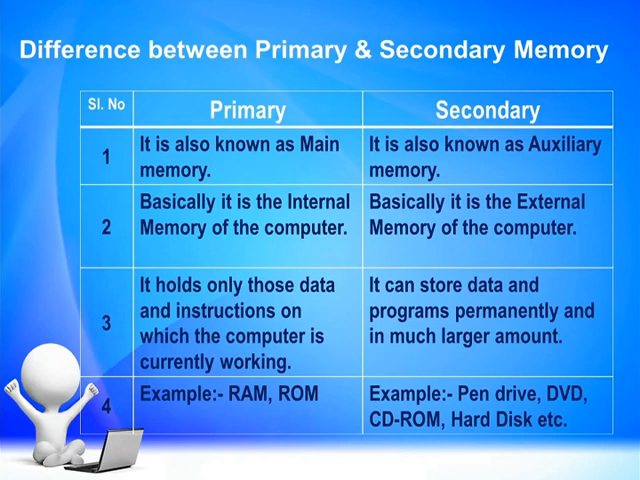 Difference between Primary & Secondary Memory
Sl. No
Primary
Secondary
1
It is also known as Main
memory.
It is also known as Auxiliary
memory.
2
Basically it is the Internal
Memory of the computer.
Basically it is the External
Memory of the computer.
3
It holds only those data
and instructions on
which the computer is
currently working.
It can store data and
programs permanently and
in much larger amount.
4
Example:- RAM, ROM
Example:- Pen drive, DVD,
CD-ROM, Hard Disk etc.